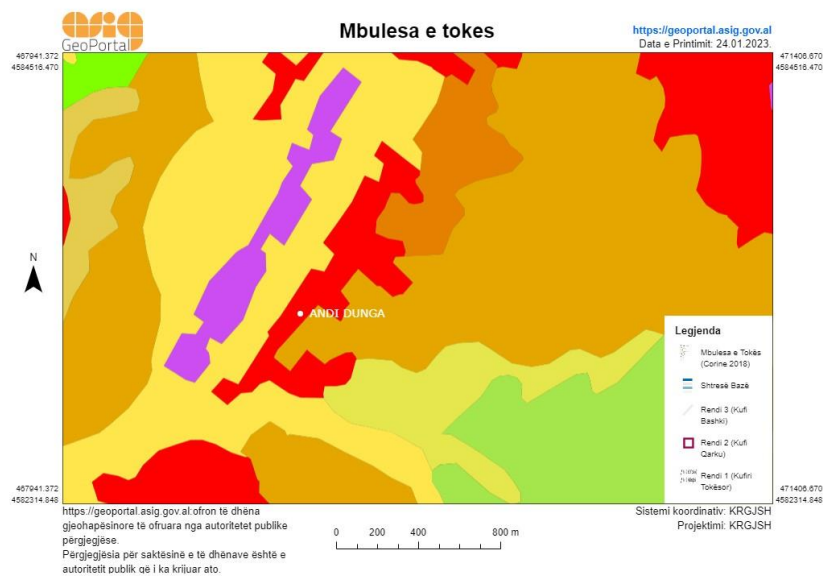 asig
GeoPortal
Mbulesa e tokes
https://geoportal.asig.gov.al
Data e Printimit: 24.01.2023.
467941.372
4584516.470
471406.670
4584516.470
N
ANDI DUNGA
Legjenda
Mbulesa e Tokës
(Corine 2018)
Shtresë Bazë
Rendi 3 (Kufi
Bashki)
Rendi 2 (Kufi
Qarku)
Rendi 1 (Kufiri
Tokësor)
467941.372
4582314.848
471406.670
4582314.848
https://geoportal.asig.gov.al:ofron të dhëna
gjeohapësinore të ofruara nga autoritetet publike
përgjegjëse.
Përgjegjësia për saktësinë e të dhënave është e
autoritetit publik që i ka krijuar ato.
0 200 400 800 m
Sistemi koordinativ: KRGJSH
Projektimi: KRGJSH